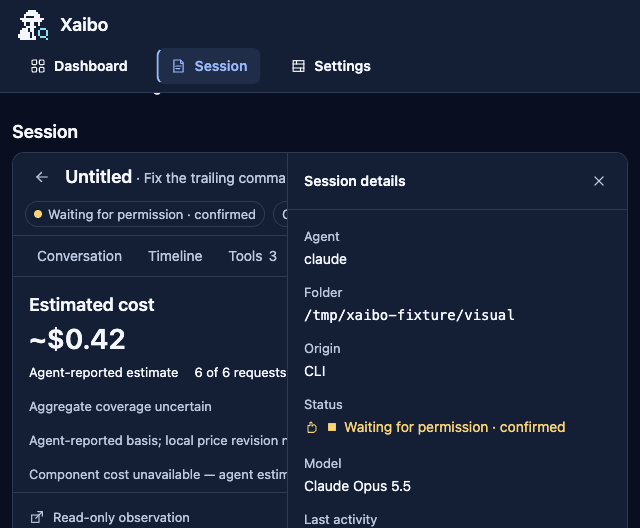 Xaibo
Dashboard
Session
Settings
Session
Untitled · Fix the trailing comma
Waiting for permission · confirmed
Conversation
Timeline
Tools 3
Estimated cost
~$0.42
Agent-reported estimate
6 of 6 requests
Aggregate coverage uncertain
Agent-reported basis; local price revision
Component cost unavailable — agent
Read-only observation
Session details
Agent
claude
Folder
/tmp/xaibo-fixture/visual
Origin
CLI
Status
Waiting for permission · confirmed
Model
Claude Opus 5.5
Last activity